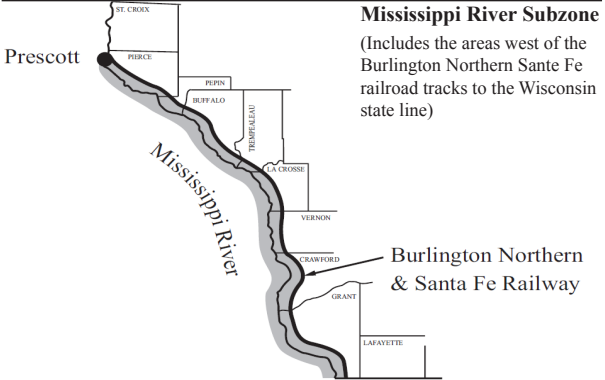 Mississippi River Subzone
(Includes the areas west of the
Burlington Northern Sante Fe
railroad tracks to the Wisconsin
state line)
ST. CROIX
Prescott
PIERCE
PEPIN
BUFFALO
TREMPEALEAU
Mississippi River
LA CROSSE
VERNON
CRAWFORD
Burlington Northern
& Santa Fe Railway
GRANT
LAFAYETTE